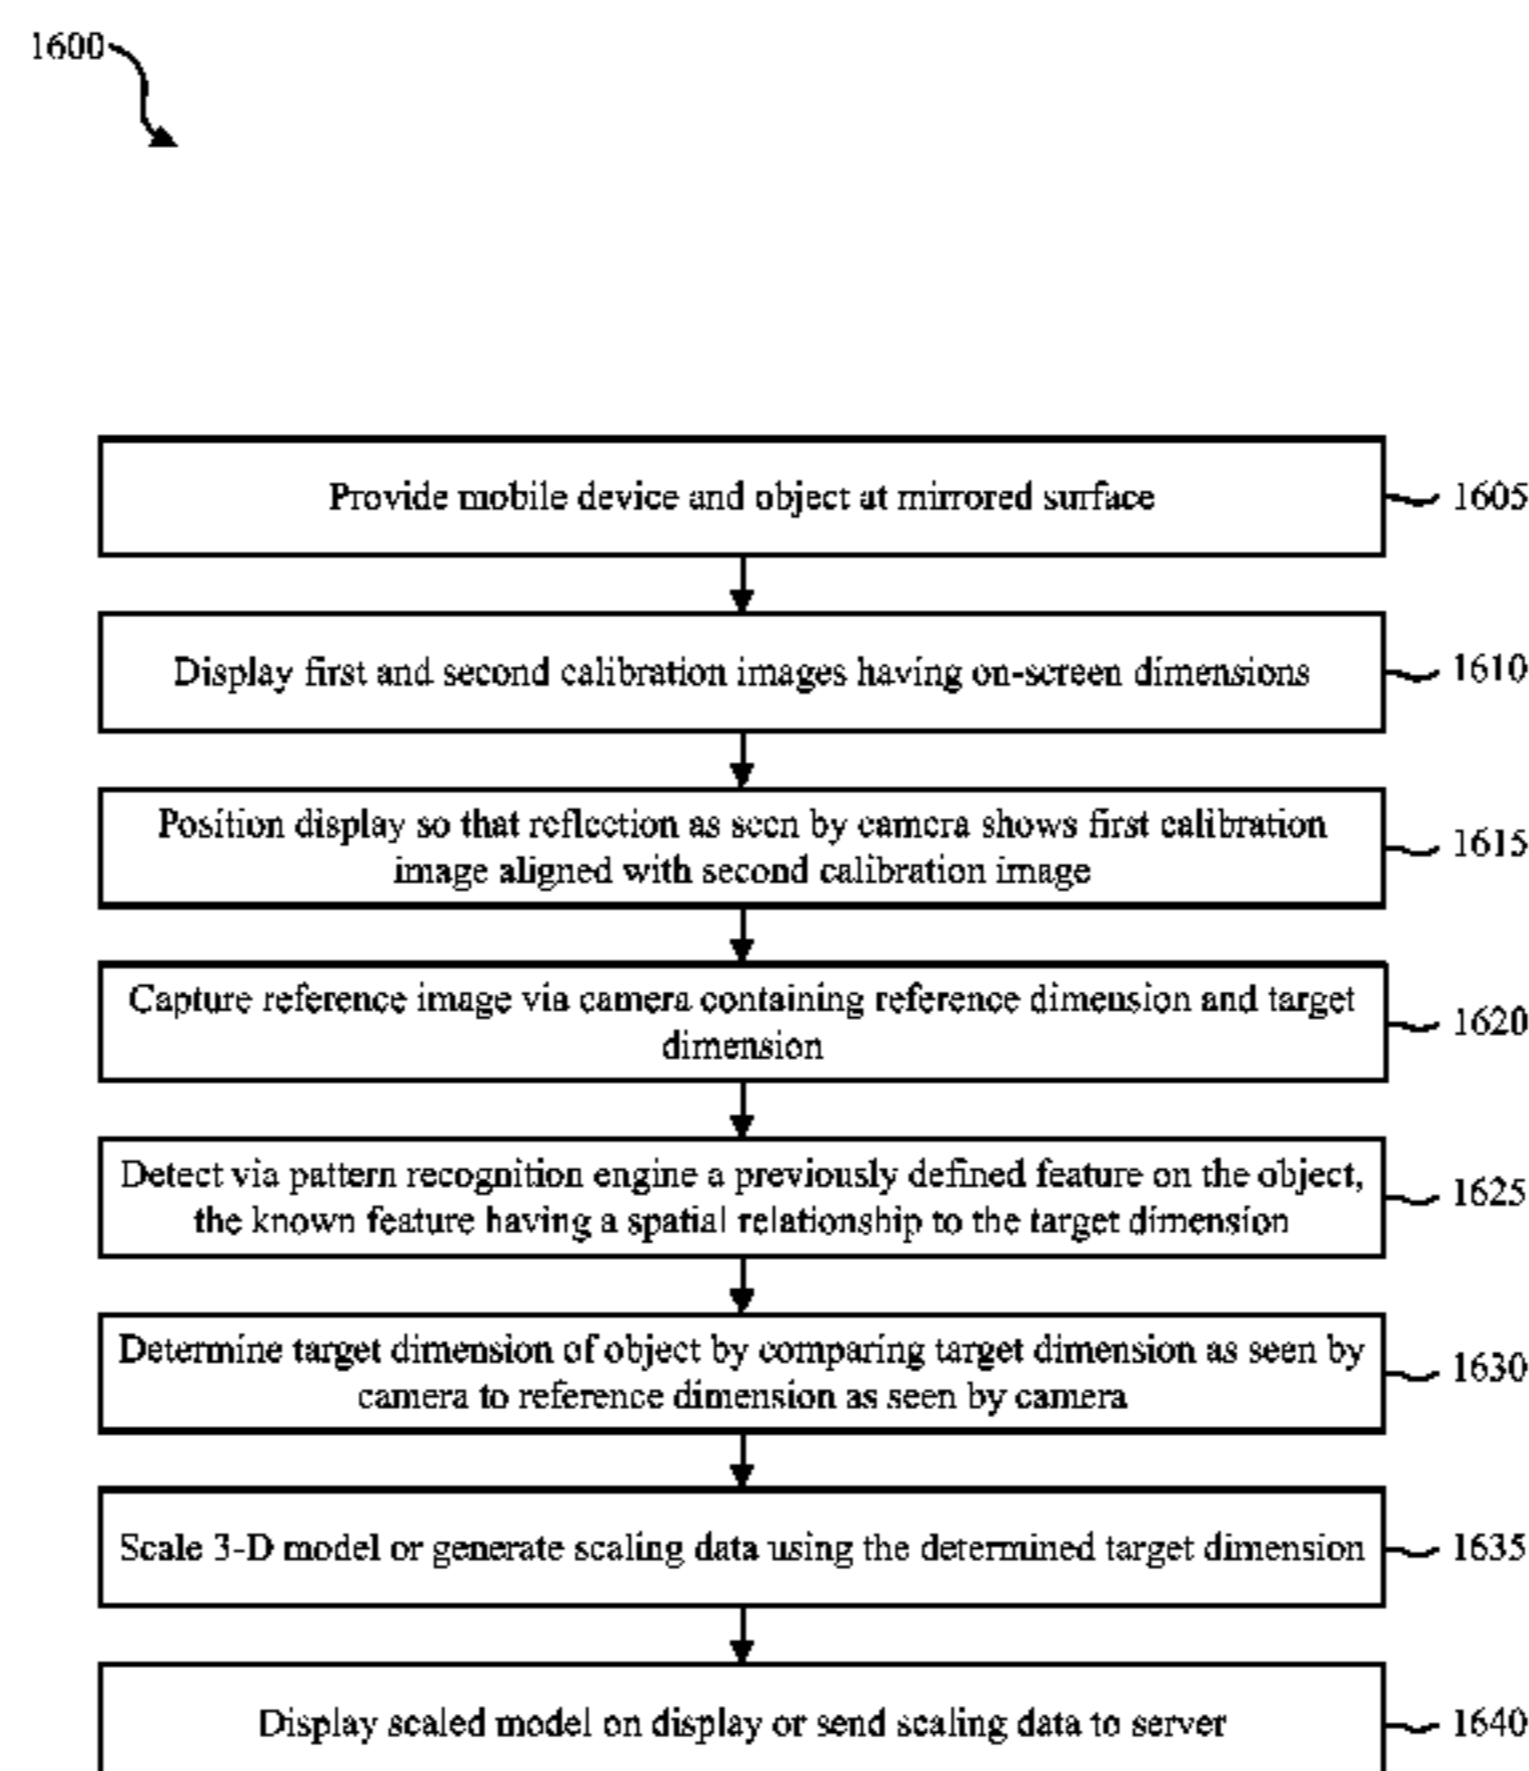 1600
Provide mobile device and object at mirrored surface
1605
Display first and second calibration images having on-screen dimensions
1610
Position display so that reflection as seen by camera shows first calibration
image aligned with second calibration image
1615
Capture reference image via camera containing reference dimension and target
dimension
1620
Detect via pattern recognition engine a previously defined feature on the object,
the known feature having a spatial relationship to the target dimension
1625
Determine target dimension of object by comparing target dimension as seen by
camera to reference dimension as seen by camera
1630
Scale 3-D model or generate scaling data using the determined target dimension
1635
Display scaled model on display or send scaling data to server
1640